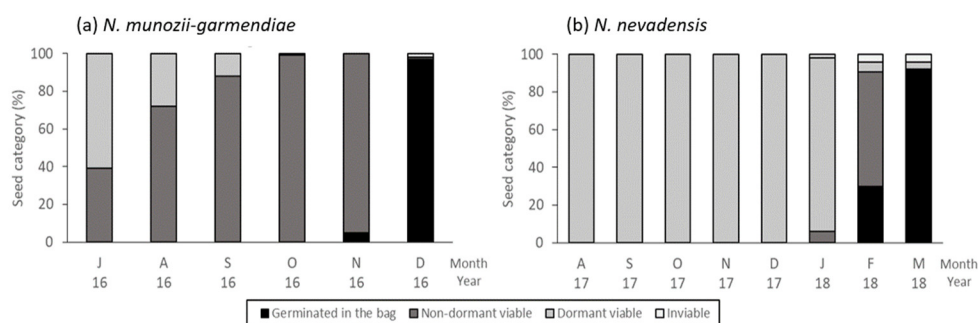 (a) N. munozii-garmendiae
(b) N. nevadensis
Seed category (%)
100
80
60
40
20
0
J A S O N D Month
16 16 16 16 16 16 Year
Seed category (%)
100
80
60
40
20
0
A S O N D J F M Month
17 17 17 17 17 18 18 18 Year
Germinated in the bag Non-dormant viable Dormant viable Inviable